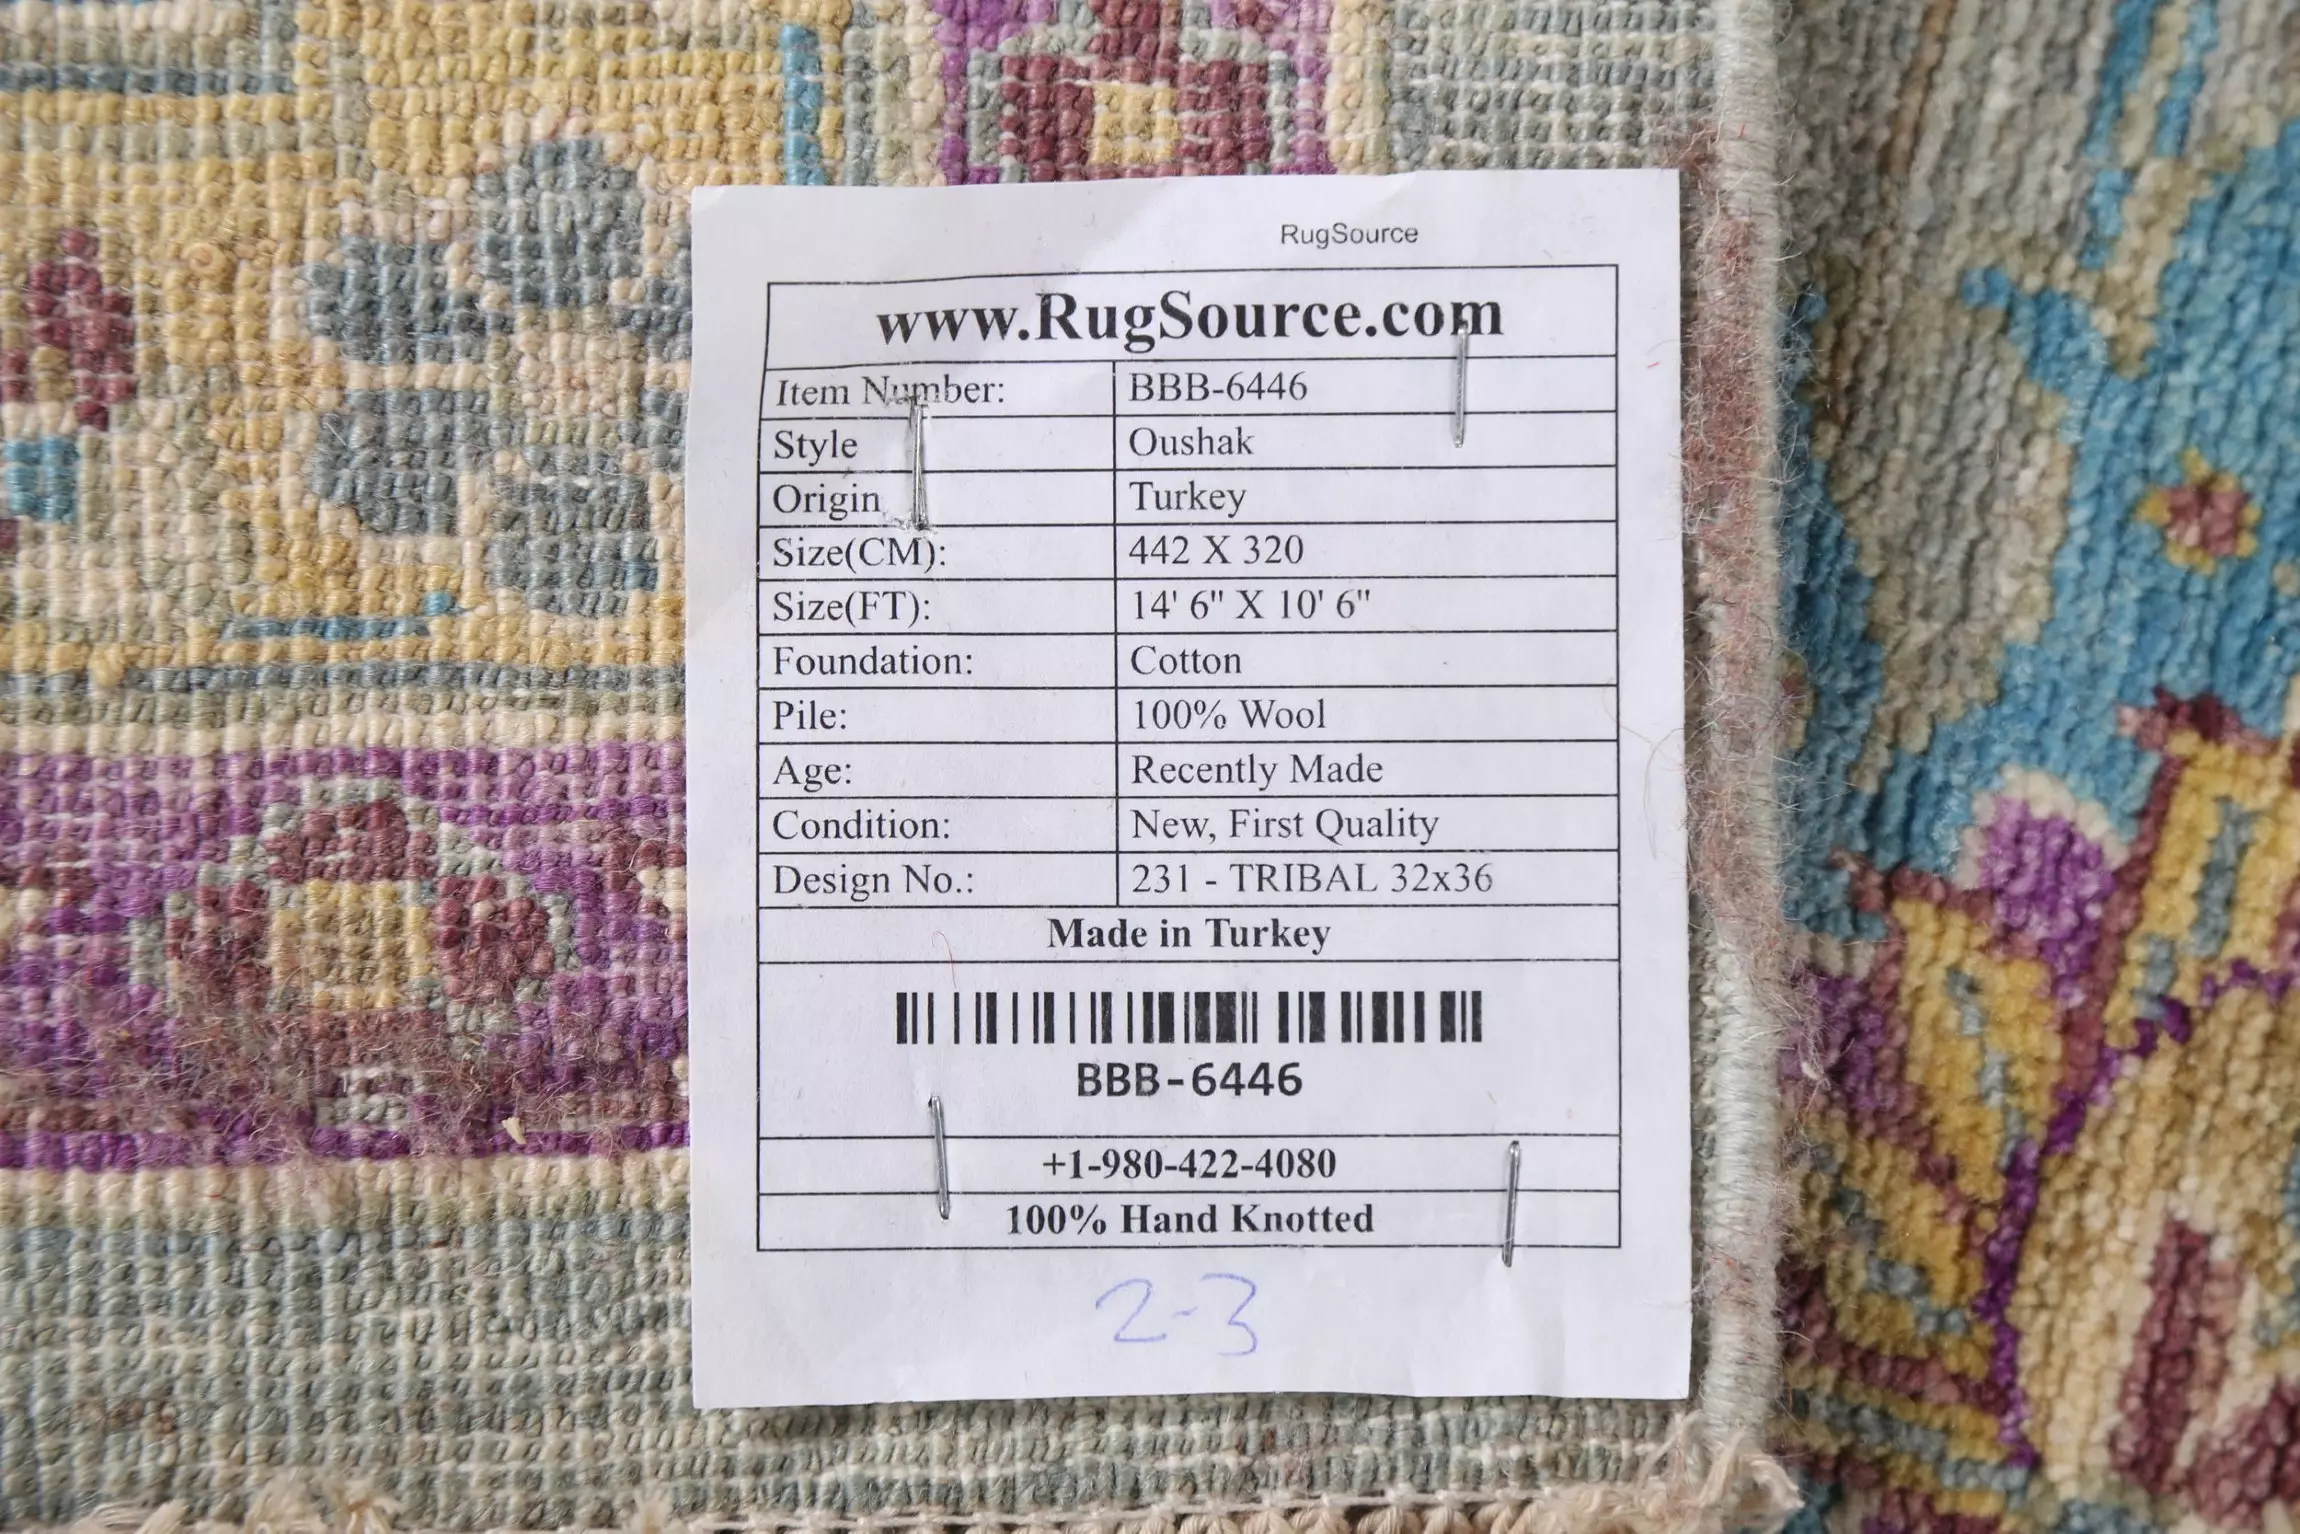 RugSource
www.RugSource.com
Item Number: BBB-6446
Style Oushak
Origin Turkey
Size(CM): 442 X 320
Size(FT): 14' 6" X 10' 6"
Foundation: Cotton
Pile: 100% Wool
Age: Recently Made
Condition: New, First Quality
Design No.: 231 - TRIBAL 32x36
Made in Turkey
BBB-6446
+1-980-422-4080
100% Hand Knotted
2-3